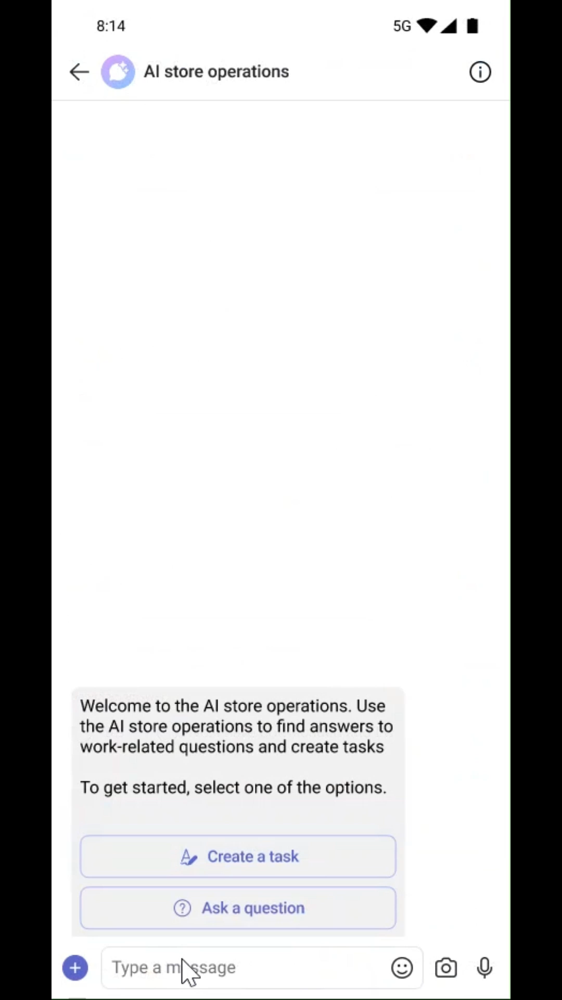 8:14
5G
AI store operations
Welcome to the AI store operations. Use
the AI store operations to find answers to
work-related questions and create tasks
To get started, select one of the options.
Create a task
Ask a question
Type a message